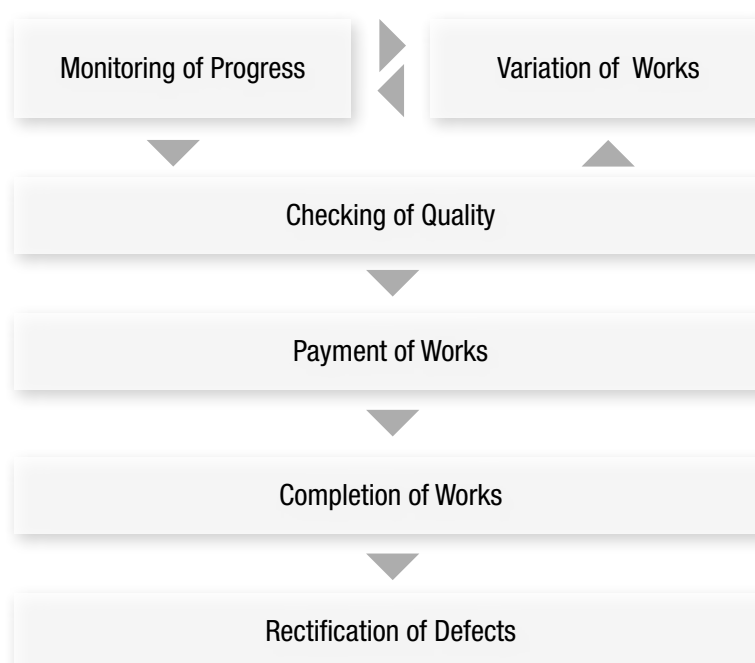 Monitoring of Progress
Variation of Works
Checking of Quality
Payment of Works
Completion of Works
Rectification of Defects